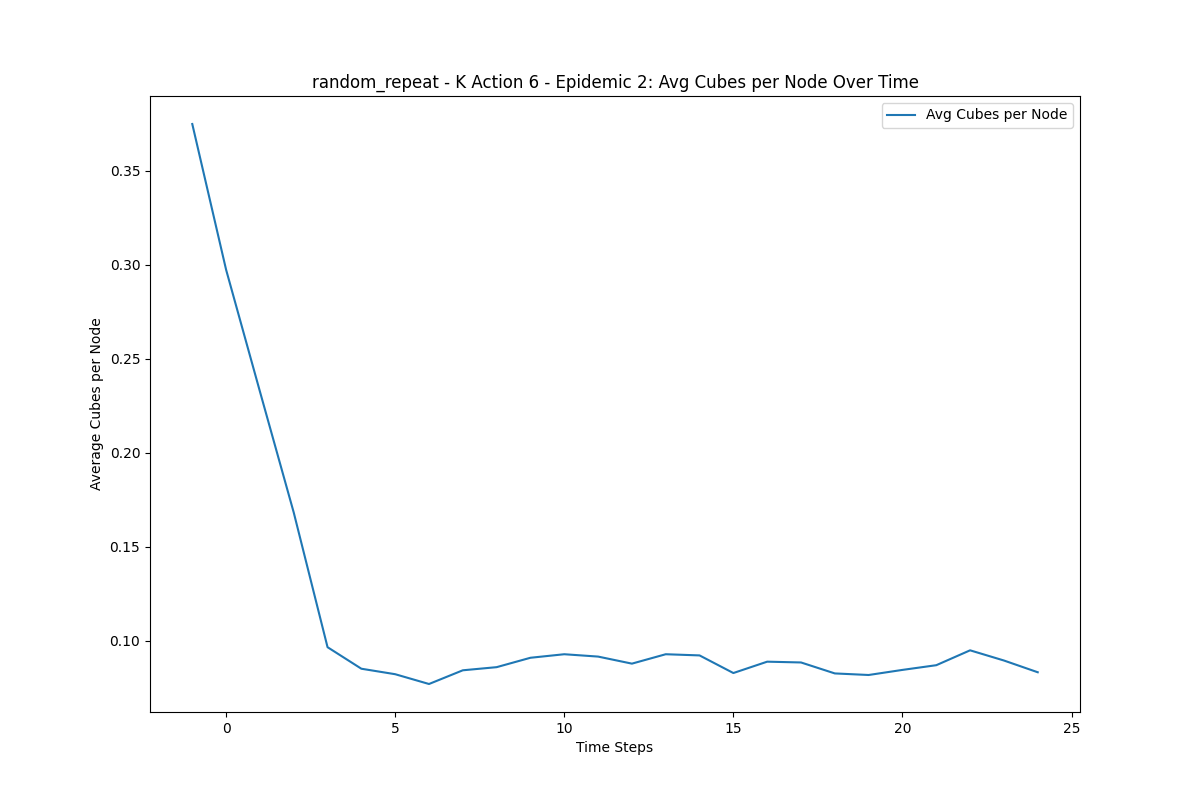 random_repeat - K Action 6 - Epidemic 2: Avg Cubes per Node Over Time
Avg Cubes per Node
Average Cubes per Node
0.35
0.30
0.25
0.20
0.15
0.10
0 5 10 15 20 25
Time Steps